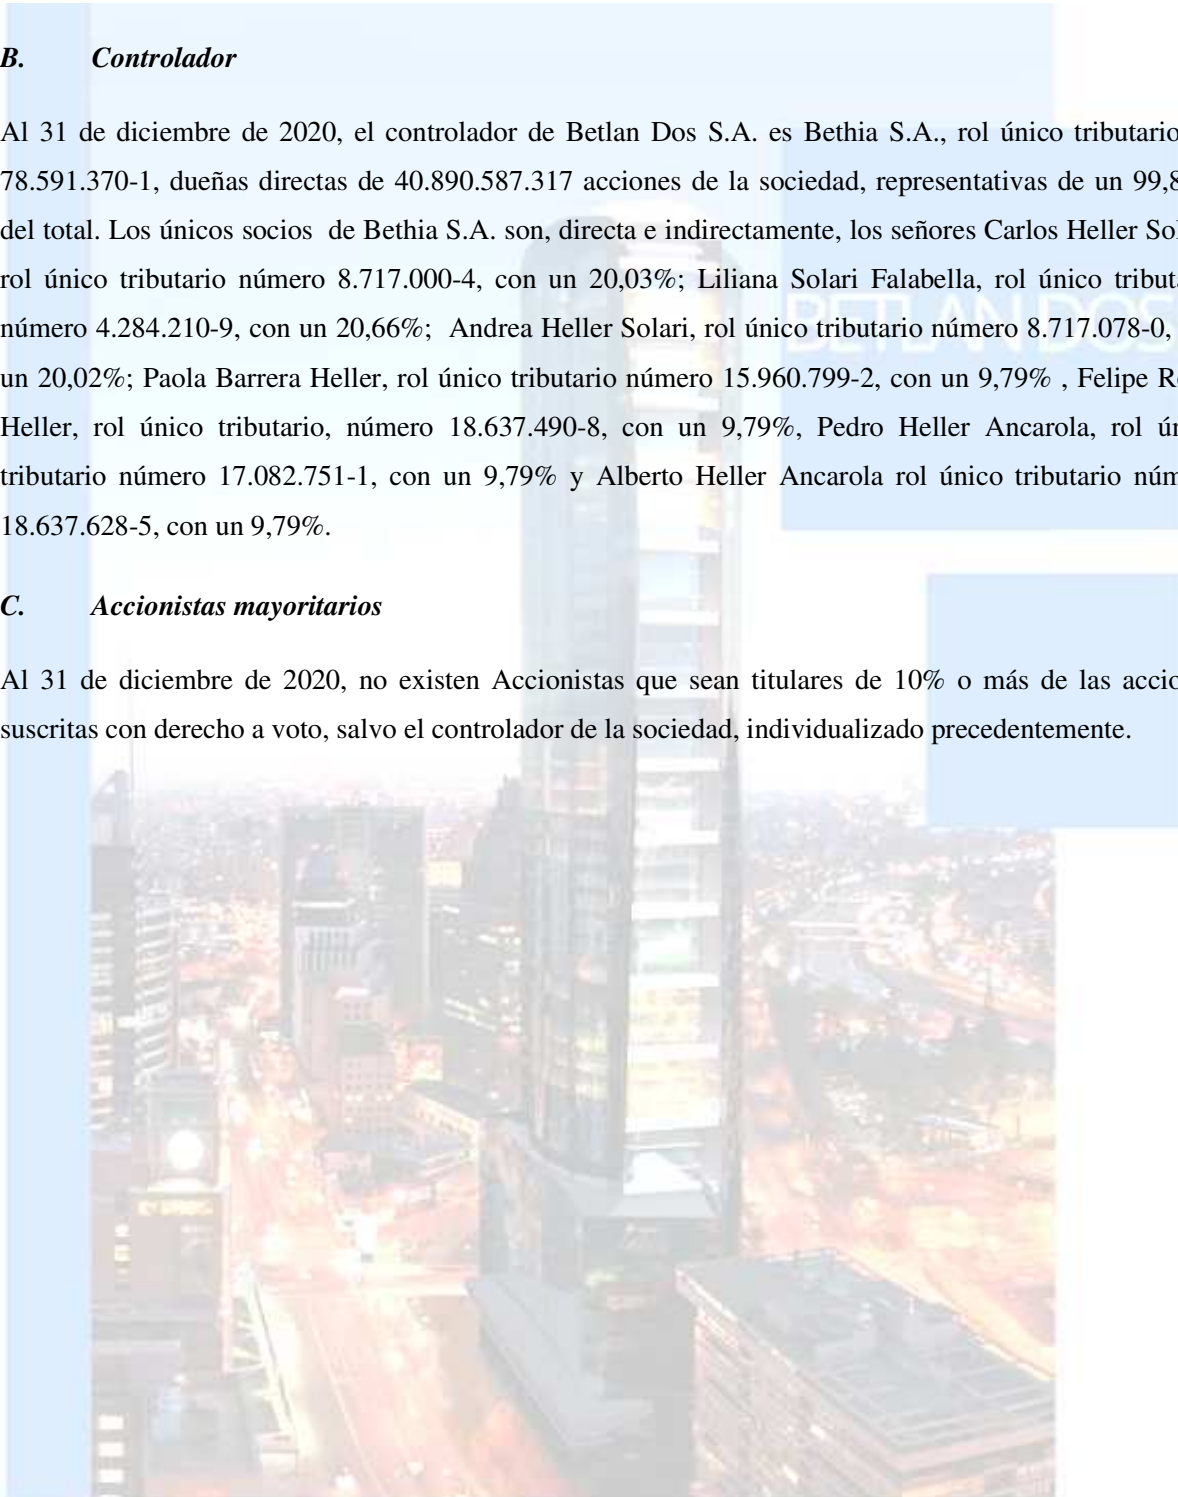 B. Controlador
Al 31 de diciembre de 2020, el controlador de Betlan Dos S.A. es Bethia S.A., rol único tributario
78.591.370-1, dueñas directas de 40.890.587.317 acciones de la sociedad, representativas de un 99,8
del total. Los únicos socios de Bethia S.A. son, directa e indirectamente, los señores Carlos Heller Sol
rol único tributario número 8.717.000-4, con un 20,03%; Liliana Solari Falabella, rol único tributa
número 4.284.210-9, con un 20,66%; Andrea Heller Solari, rol único tributario número 8.717.078-0,
BETLAN DOS
un 20,02%; Paola Barrera Heller, rol único tributario número 15.960.799-2, con un 9,79% , Felipe R
Heller, rol único tributario, número 18.637.490-8, con un 9,79%, Pedro Heller Ancarola, rol ún
tributario número 17.082.751-1, con un 9,79% y Alberto Heller Ancarola rol único tributario núm
18.637.628-5, con un 9,79%.
C. Accionistas mayoritarios
Al 31 de diciembre de 2020, no existen Accionistas que sean titulares de 10% o más de las accio
suscritas con derecho a voto, salvo el controlador de la sociedad, individualizado precedentemente.